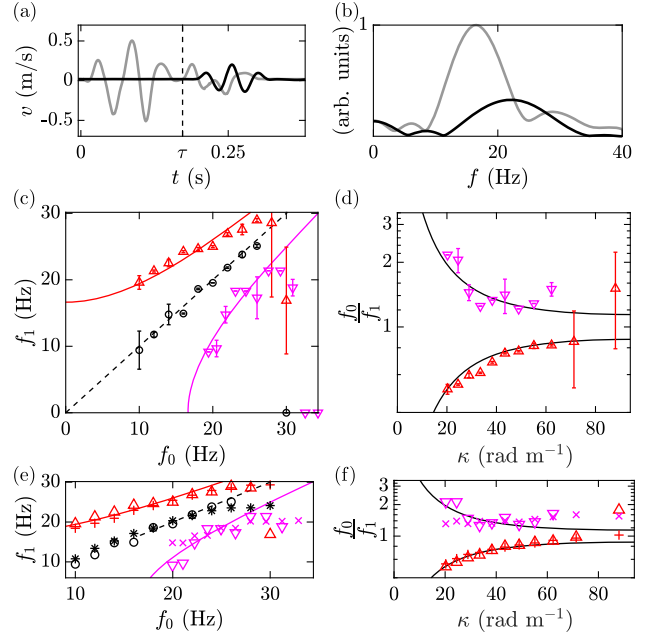 (a)
v (m/s)
0.5
0
-0.5
0
τ
0.25
t (s)
(b)
(arb. units)
1
0
20
40
f (Hz)
(c)
f₁ (Hz)
30
20
10
0
0
10
20
30
f₀ (Hz)
(d)
f₀
f₁
3
2
1
0
20
40
60
80
κ (rad m⁻¹)
(e)
f₁ (Hz)
30
20
10
0
10
20
30
f₀ (Hz)
(f)
f₀
f₁
3
2
1
0
20
40
60
80
κ (rad m⁻¹)